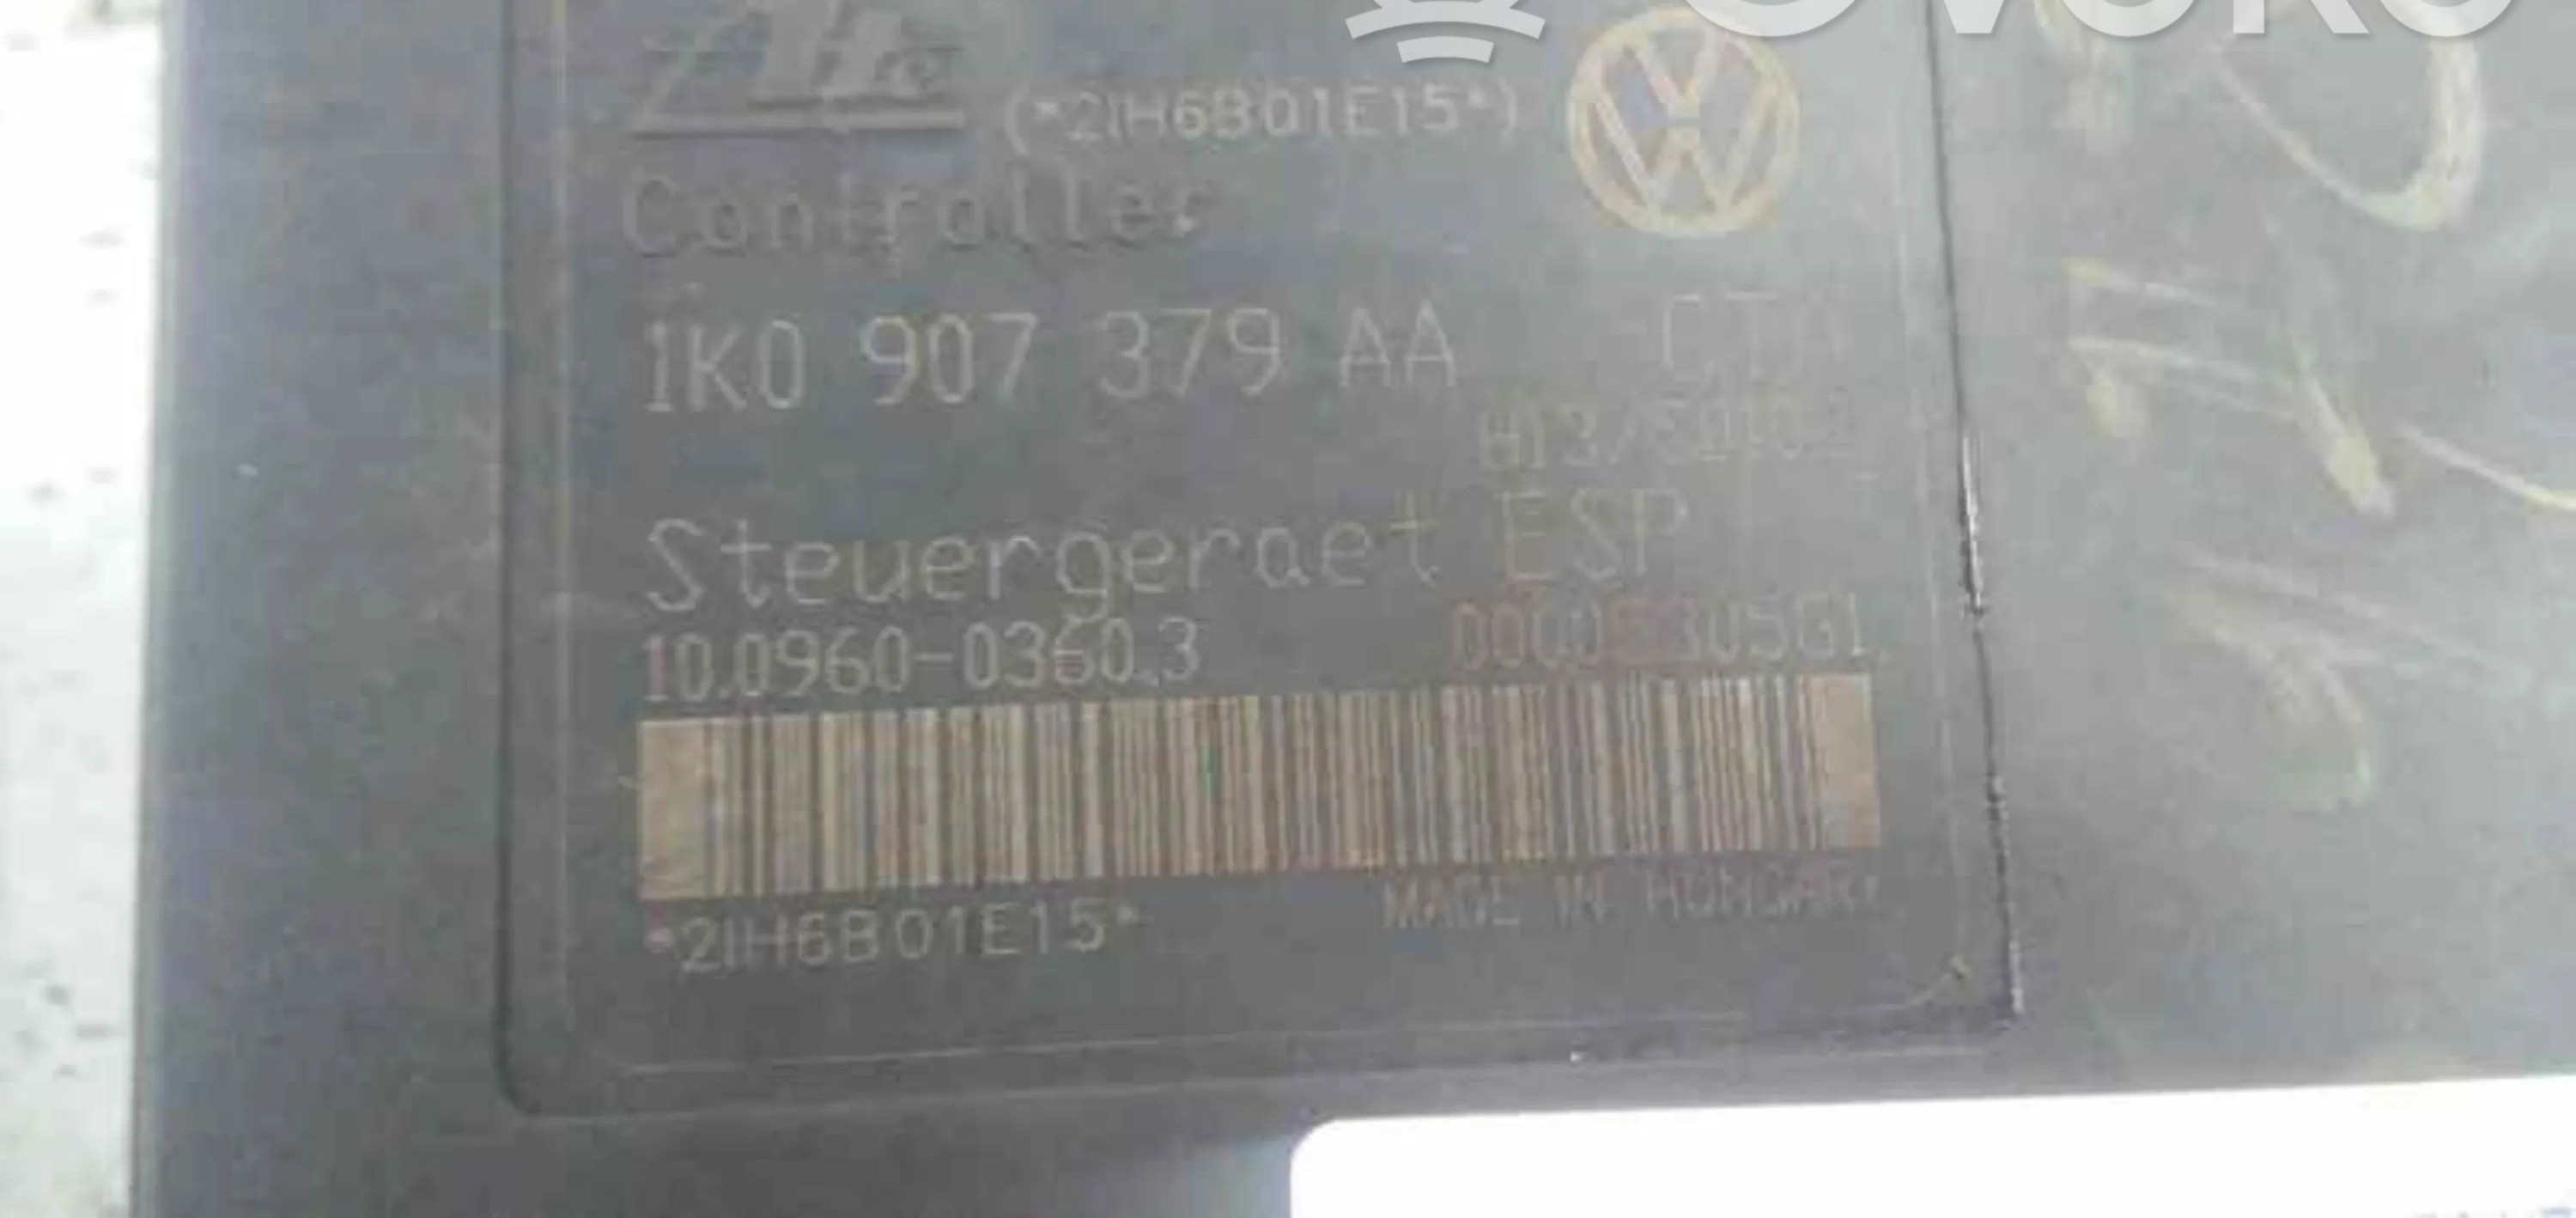 (*2IH6B01E15*)
Controller
1K0 907 379 AA
Steuergeraet ESP
10.0960-0360.3
*2IH6B01E15*
MADE IN HUNGARY